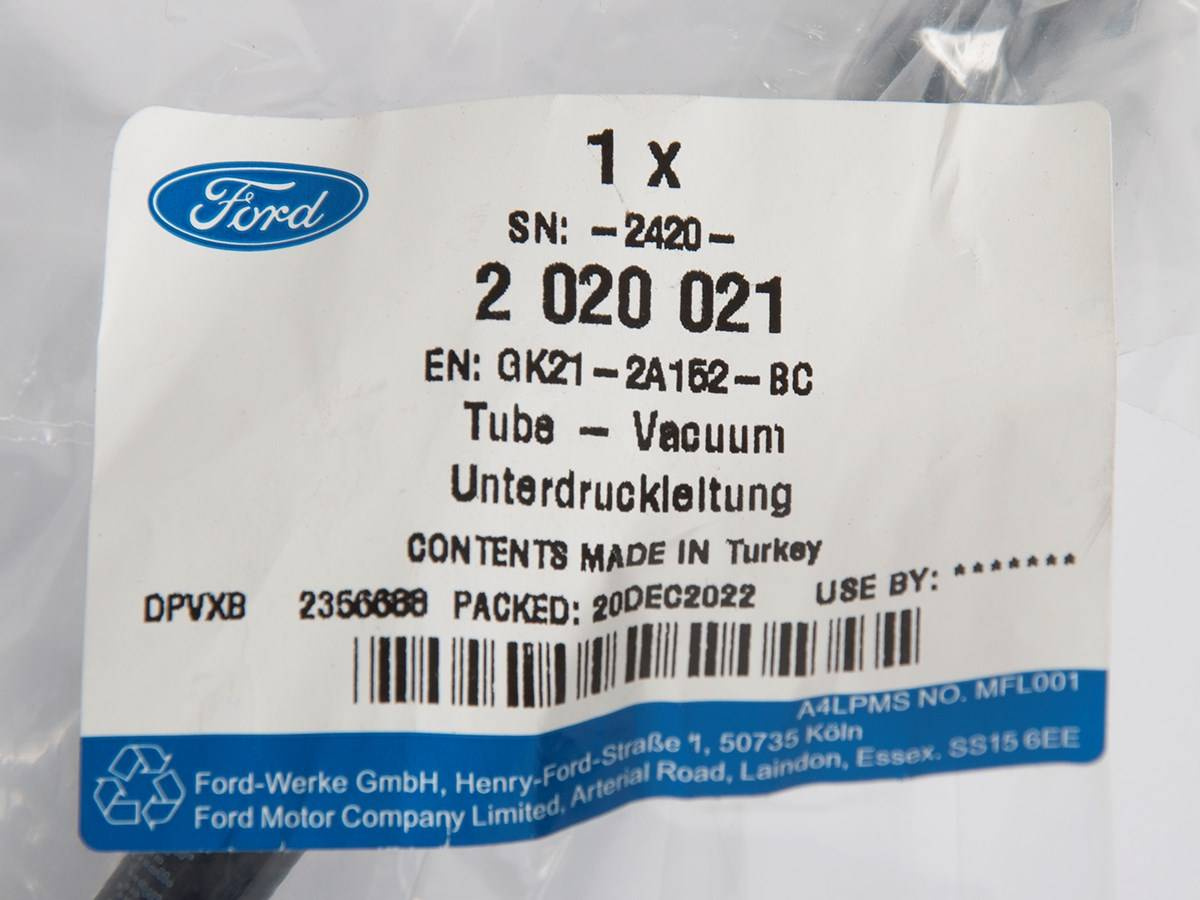 Ford
1 x
SN: -2420-
2 020 021
EN: GK21-2A152-BC
Tube - Vacuum
Unterdruckleitung
CONTENTS MADE IN Turkey
DPVXB 2356688 PACKED: 20DEC2022 USE BY: *******
A4LPMS NO. MFL001
Ford-Werke GmbH, Henry-Ford-Straße 1, 50735 Köln
Ford Motor Company Limited, Arterial Road, Laindon, Essex. SS15 6EE